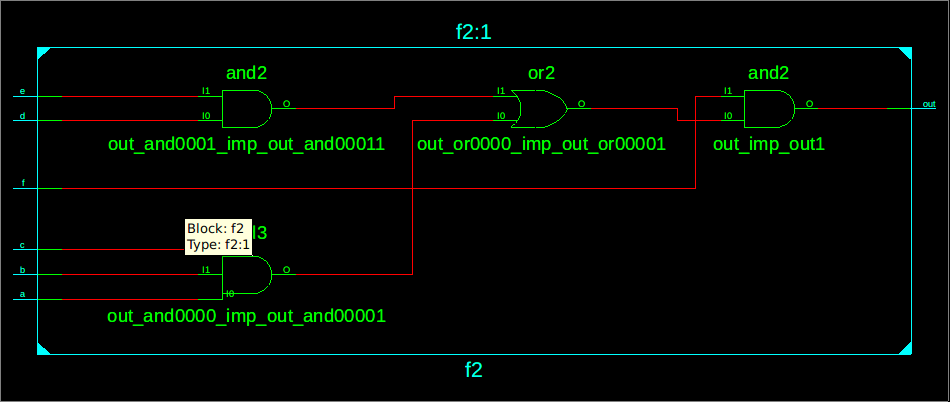 f2:1
and2
or2
and2
e
I1
O
I1
O
I1
O
out
d
I0
I0
I0
out_and0001_imp_out_and00011
out_or0000_imp_out_or00001
out_imp_out1
f
Block: f2
Type: f2:1
l3
c
b
I1
O
a
I0
out_and0000_imp_out_and00001
f2